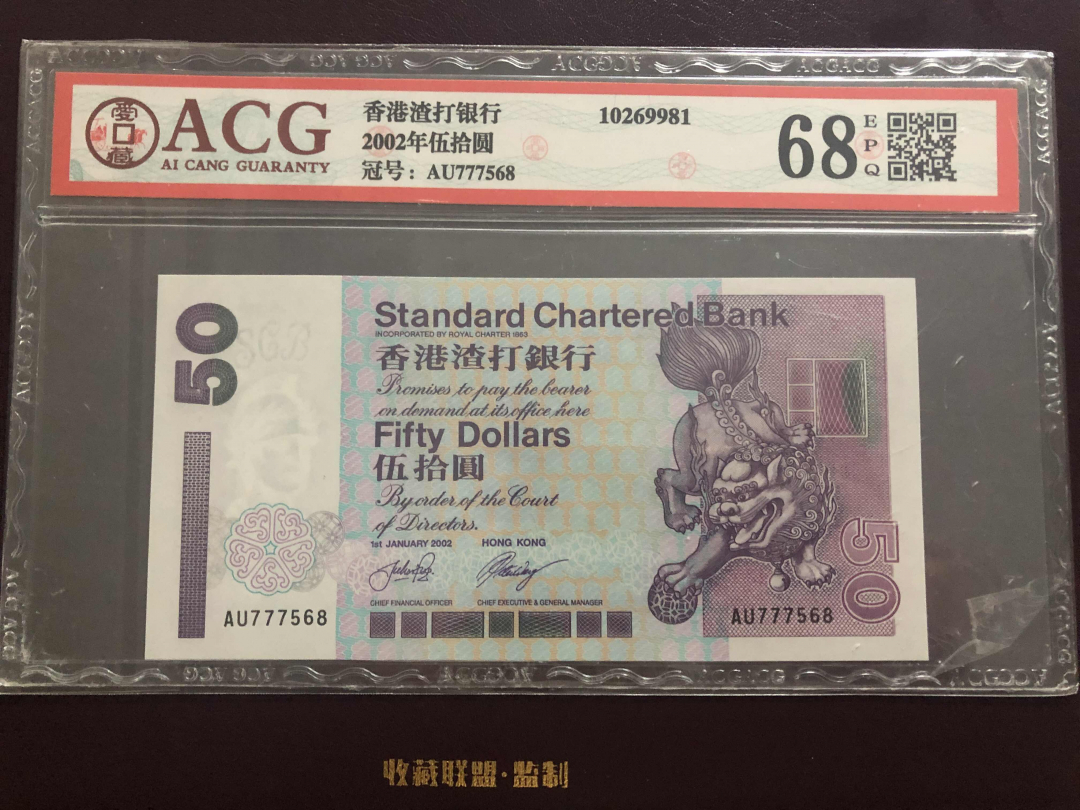 愛口藏
ACG
AI CANG GUARANTY
香港渣打银行
2002年伍拾圆
冠号：AU777568
10269981
68
EPQ
50
Standard Chartered Bank
INCORPORATED BY ROYAL CHARTER 1853
香港渣打銀行
Promises to pay the bearer
on demand at its office here
Fifty Dollars
伍拾圓
By order of the Court
of Directors.
1st JANUARY 2002 HONG KONG
CHIEF FINANCIAL OFFICER CHIEF EXECUTIVE & GENERAL MANAGER
AU777568
AU777568
50
SCB
收藏联盟·监制